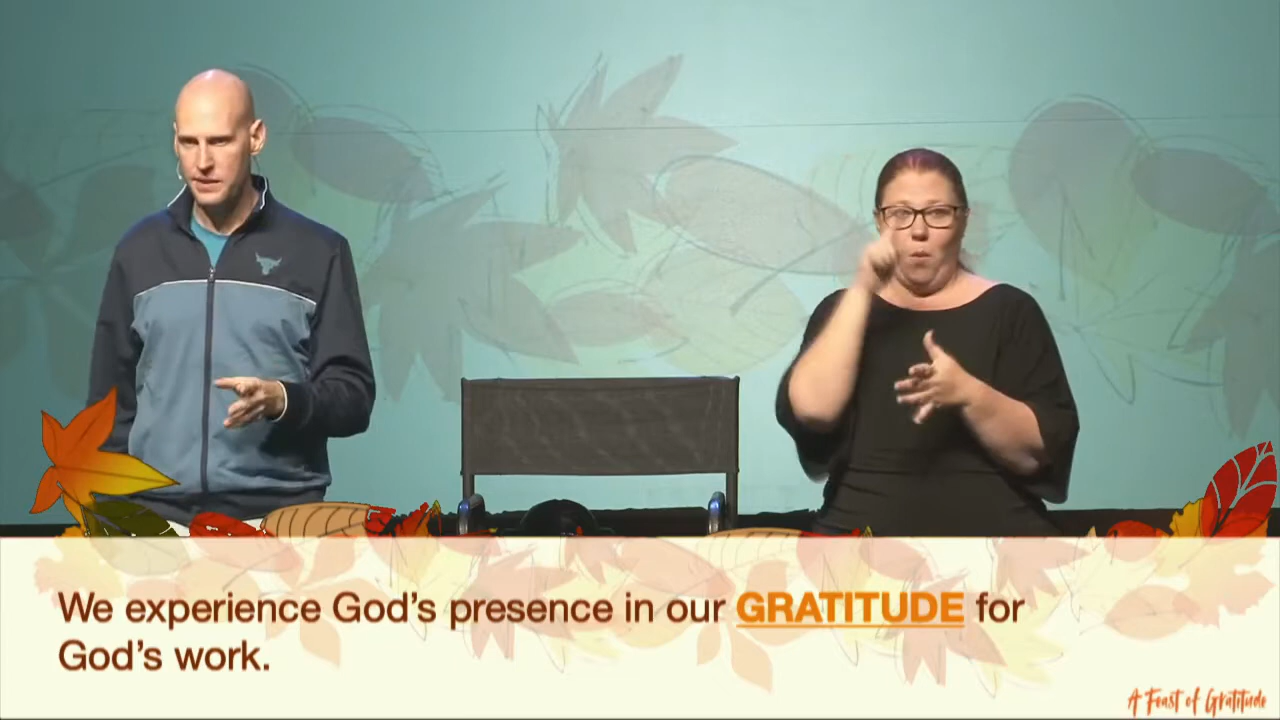 We experience God's presence in our GRATITUDE for
God's work.
A Feast of Gratitude